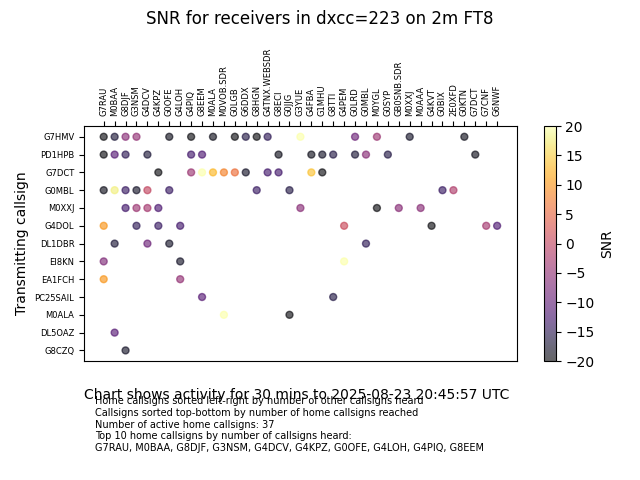 SNR for receivers in dxcc=223 on 2m FT8
G7RAU M0BAA G8DJF G3NSM G4DCV G4KPZ G0OFE G4LOH G4PIQ G8EEM M0ALA M0VOB.SDR G0LGB G6DDX G8HGN G4TNX.WEBSDR G8ECI G0JJG G3YUE G4FBA G1MHU G8TTI G4PEM G0LRD G0MBL M0YGL G0SYP GB0SNB.SDR M0XXJ M0AAA G4KVT G0BIX 2E0XFD G0KTN G7DCT G7CNF G6NWF
G7HMV
PD1HPB
G7DCT
G0MBL
M0XXJ
G4DOL
DL1DBR
EI8KN
EA1FCH
PC25SAIL
M0ALA
DL5OAZ
G8CZQ
Transmitting callsign
20
15
10
5
0
−5
−10
−15
−20
SNR
Chart shows activity for 30 mins to 2025-08-23 20:45:57 UTC
Home callsigns sorted left-right by number of other callsigns heard
Callsigns sorted top-bottom by number of home callsigns reached
Number of active home callsigns: 37
Top 10 home callsigns by number of callsigns heard:
G7RAU, M0BAA, G8DJF, G3NSM, G4DCV, G4KPZ, G0OFE, G4LOH, G4PIQ, G8EEM